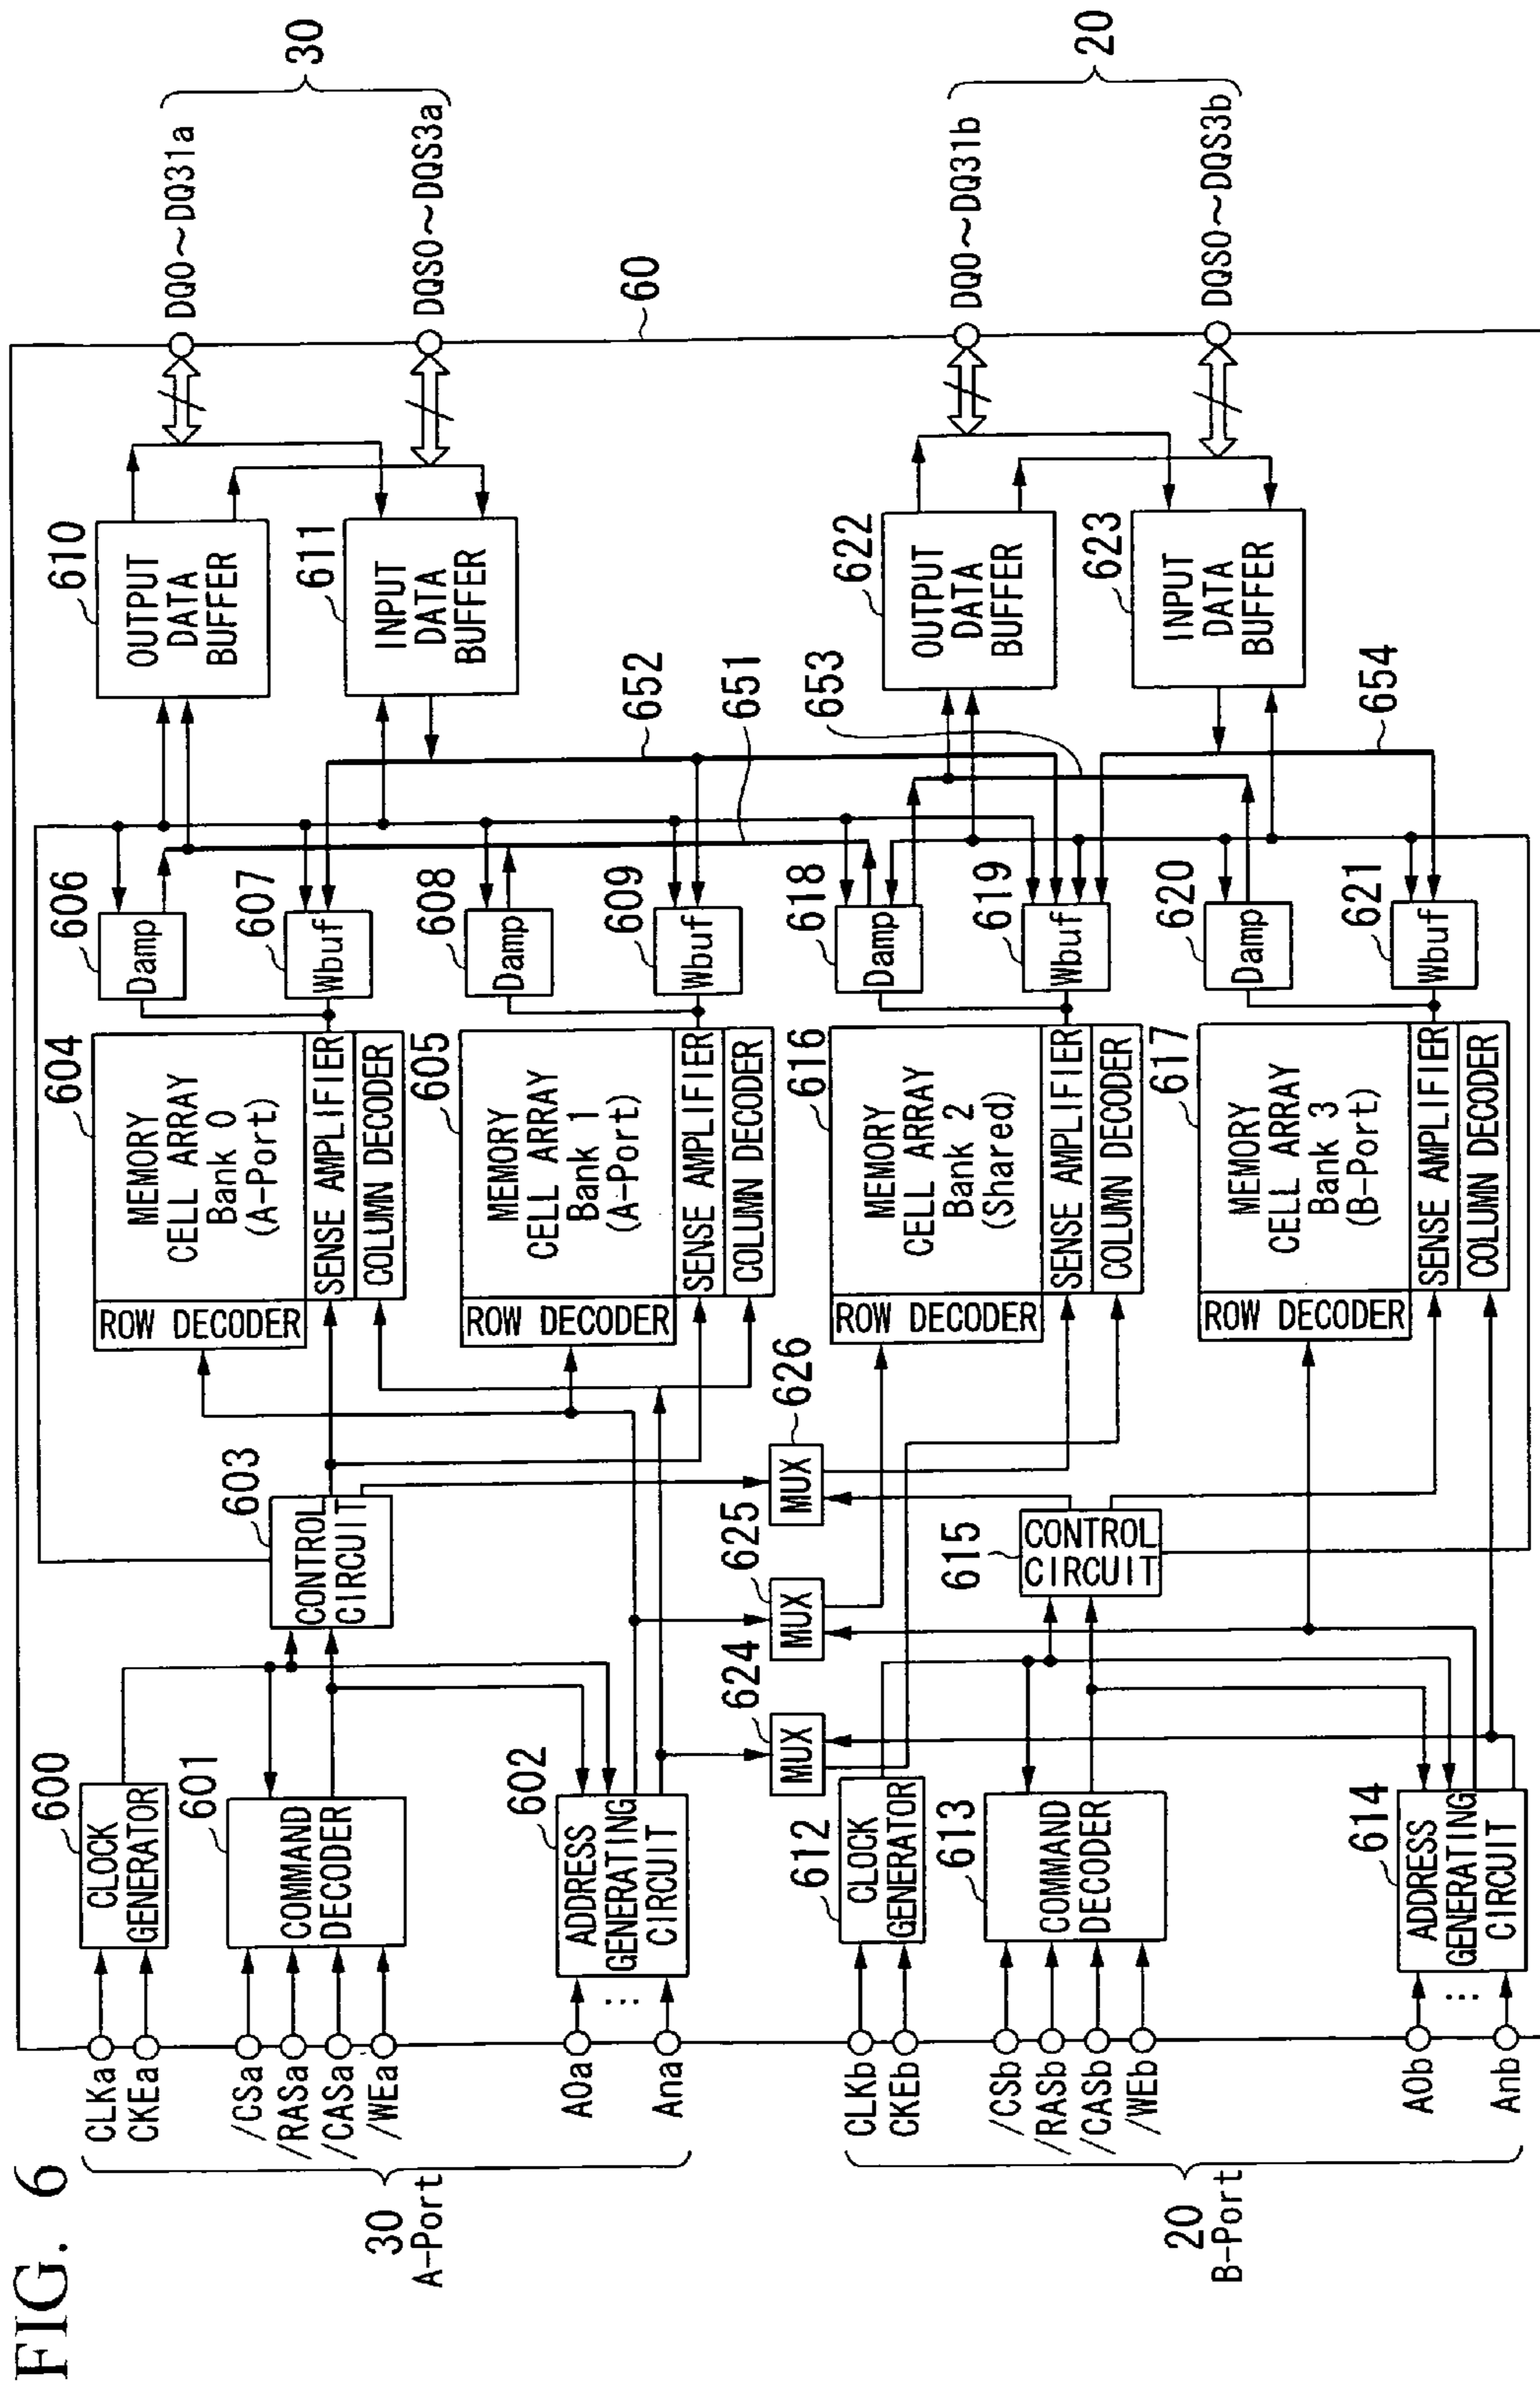 FIG. 6
30
A-Port
CLKa
CKEa
/CSa
/RASa
/CASa
/WEa
A0a
Ana
20
B-Port
CLKb
CKEb
/CSb
/RASb
/CASb
/WEb
A0b
Anb
600
CLOCK
GENERATOR
601
COMMAND
DECODER
602
ADDRESS
GENERATING
CIRCUIT
...
603
CONTROL
CIRCUIT
612
CLOCK
GENERATOR
613
COMMAND
DECODER
614
ADDRESS
GENERATING
CIRCUIT
...
615
CONTROL
CIRCUIT
624
MUX
625
MUX
626
MUX
604
MEMORY
CELL ARRAY
Bank 0
(A-Port)
ROW DECODER
SENSE AMPLIFIER
COLUMN DECODER
605
MEMORY
CELL ARRAY
Bank 1
(A-Port)
ROW DECODER
SENSE AMPLIFIER
COLUMN DECODER
616
MEMORY
CELL ARRAY
Bank 2
(Shared)
ROW DECODER
SENSE AMPLIFIER
COLUMN DECODER
617
MEMORY
CELL ARRAY
Bank 3
(B-Port)
ROW DECODER
SENSE AMPLIFIER
COLUMN DECODER
606
Damp
607
Wbuf
608
Damp
609
Wbuf
618
Damp
619
Wbuf
620
Damp
621
Wbuf
610
OUTPUT
DATA
BUFFER
611
INPUT
DATA
BUFFER
652
651
653
622
OUTPUT
DATA
BUFFER
623
INPUT
DATA
BUFFER
654
60
DQ0~DQ31a
DQS0~DQS3a
30
DQ0~DQ31b
DQS0~DQS3b
20